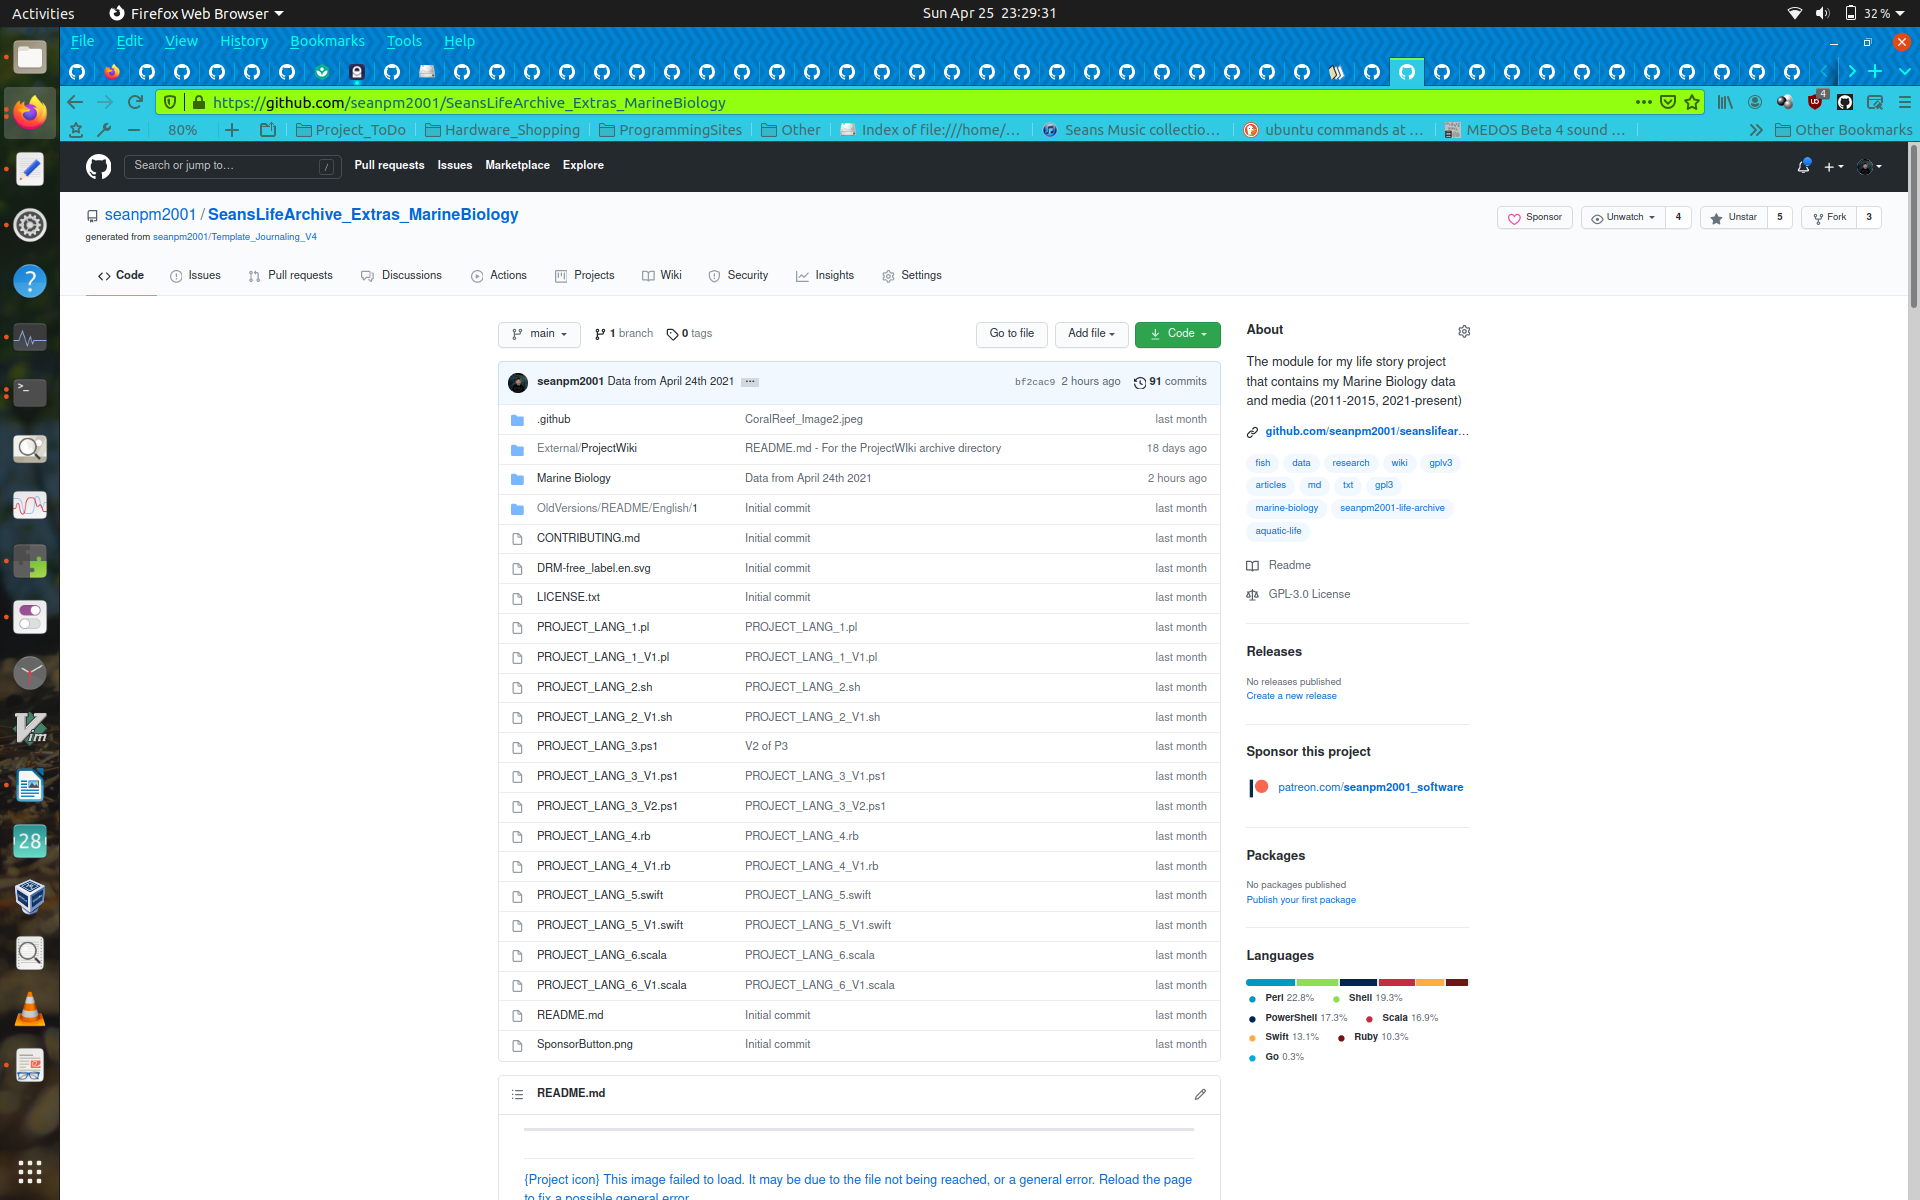 Activities Firefox Web Browser Sun Apr 25 23:29:31 32 %
File Edit View History Bookmarks Tools Help
https://github.com/seanpm2001/SeansLifeArchive_Extras_MarineBiology 4
80% Project_ToDo Hardware_Shopping ProgrammingSites Other Index of file:///home/... Seans Music collectio... ubuntu commands at ... MEDOS Beta 4 sound ... Other Bookmarks
Search or jump to... / Pull requests Issues Marketplace Explore
seanpm2001 / SeansLifeArchive_Extras_MarineBiology Sponsor Unwatch 4 Unstar 5 Fork 3
generated from seanpm2001/Template_Journaling_V4
Code Issues Pull requests Discussions Actions Projects Wiki Security Insights Settings
main 1 branch 0 tags Go to file Add file Code
seanpm2001 Data from April 24th 2021 ... bf2cac9 2 hours ago 91 commits
.github CoralReef_Image2.jpeg last month
External/ProjectWiki README.md - For the ProjectWIki archive directory 18 days ago
Marine Biology Data from April 24th 2021 2 hours ago
OldVersions/README/English/1 Initial commit last month
CONTRIBUTING.md Initial commit last month
DRM-free_label.en.svg Initial commit last month
LICENSE.txt Initial commit last month
PROJECT_LANG_1.pl PROJECT_LANG_1.pl last month
PROJECT_LANG_1_V1.pl PROJECT_LANG_1_V1.pl last month
PROJECT_LANG_2.sh PROJECT_LANG_2.sh last month
PROJECT_LANG_2_V1.sh PROJECT_LANG_2_V1.sh last month
PROJECT_LANG_3.ps1 V2 of P3 last month
PROJECT_LANG_3_V1.ps1 PROJECT_LANG_3_V1.ps1 last month
PROJECT_LANG_3_V2.ps1 PROJECT_LANG_3_V2.ps1 last month
PROJECT_LANG_4.rb PROJECT_LANG_4.rb last month
PROJECT_LANG_4_V1.rb PROJECT_LANG_4_V1.rb last month
PROJECT_LANG_5.swift PROJECT_LANG_5.swift last month
PROJECT_LANG_5_V1.swift PROJECT_LANG_5_V1.swift last month
PROJECT_LANG_6.scala PROJECT_LANG_6.scala last month
PROJECT_LANG_6_V1.scala PROJECT_LANG_6_V1.scala last month
README.md Initial commit last month
SponsorButton.png Initial commit last month
README.md
{Project icon} This image failed to load. It may be due to the file not being reached, or a general error. Reload the page
to fix a possible general error.
About
The module for my life story project
that contains my Marine Biology data
and media (2011-2015, 2021-present)
github.com/seanpm2001/seanslifear...
fish data research wiki gplv3
articles md txt gpl3
marine-biology seanpm2001-life-archive
aquatic-life
Readme
GPL-3.0 License
Releases
No releases published
Create a new release
Sponsor this project
patreon.com/seanpm2001_software
Packages
No packages published
Publish your first package
Languages
Perl 22.8% Shell 19.3%
PowerShell 17.3% Scala 16.9%
Swift 13.1% Ruby 10.3%
Go 0.3%
?
>_
Vim
28